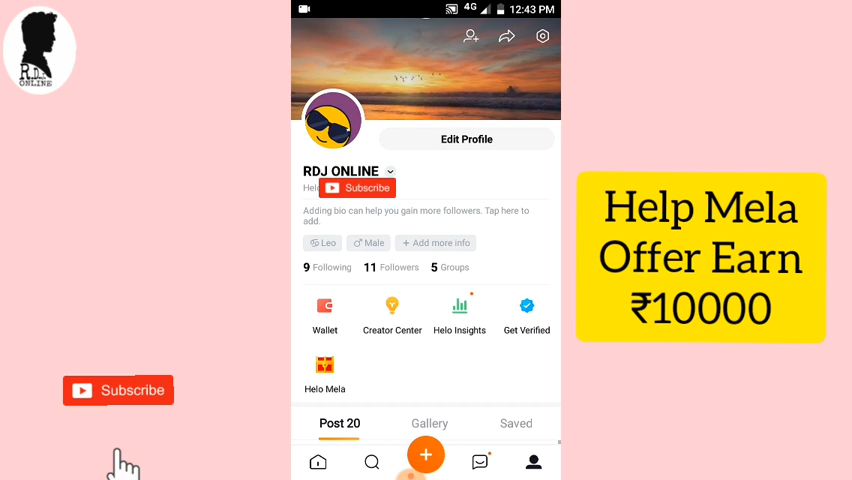 R.D.J
ONLINE
4G
12:43 PM
Edit Profile
RDJ ONLINE
Subscribe
Adding bio can help you gain more followers. Tap here to
add.
Leo
Male
+ Add more info
9 Following
11 Followers
5 Groups
Wallet
Creator Center
Helo Insights
Get Verified
Helo Mela
Post 20
Gallery
Saved
Help Mela
Offer Earn
₹10000
Subscribe